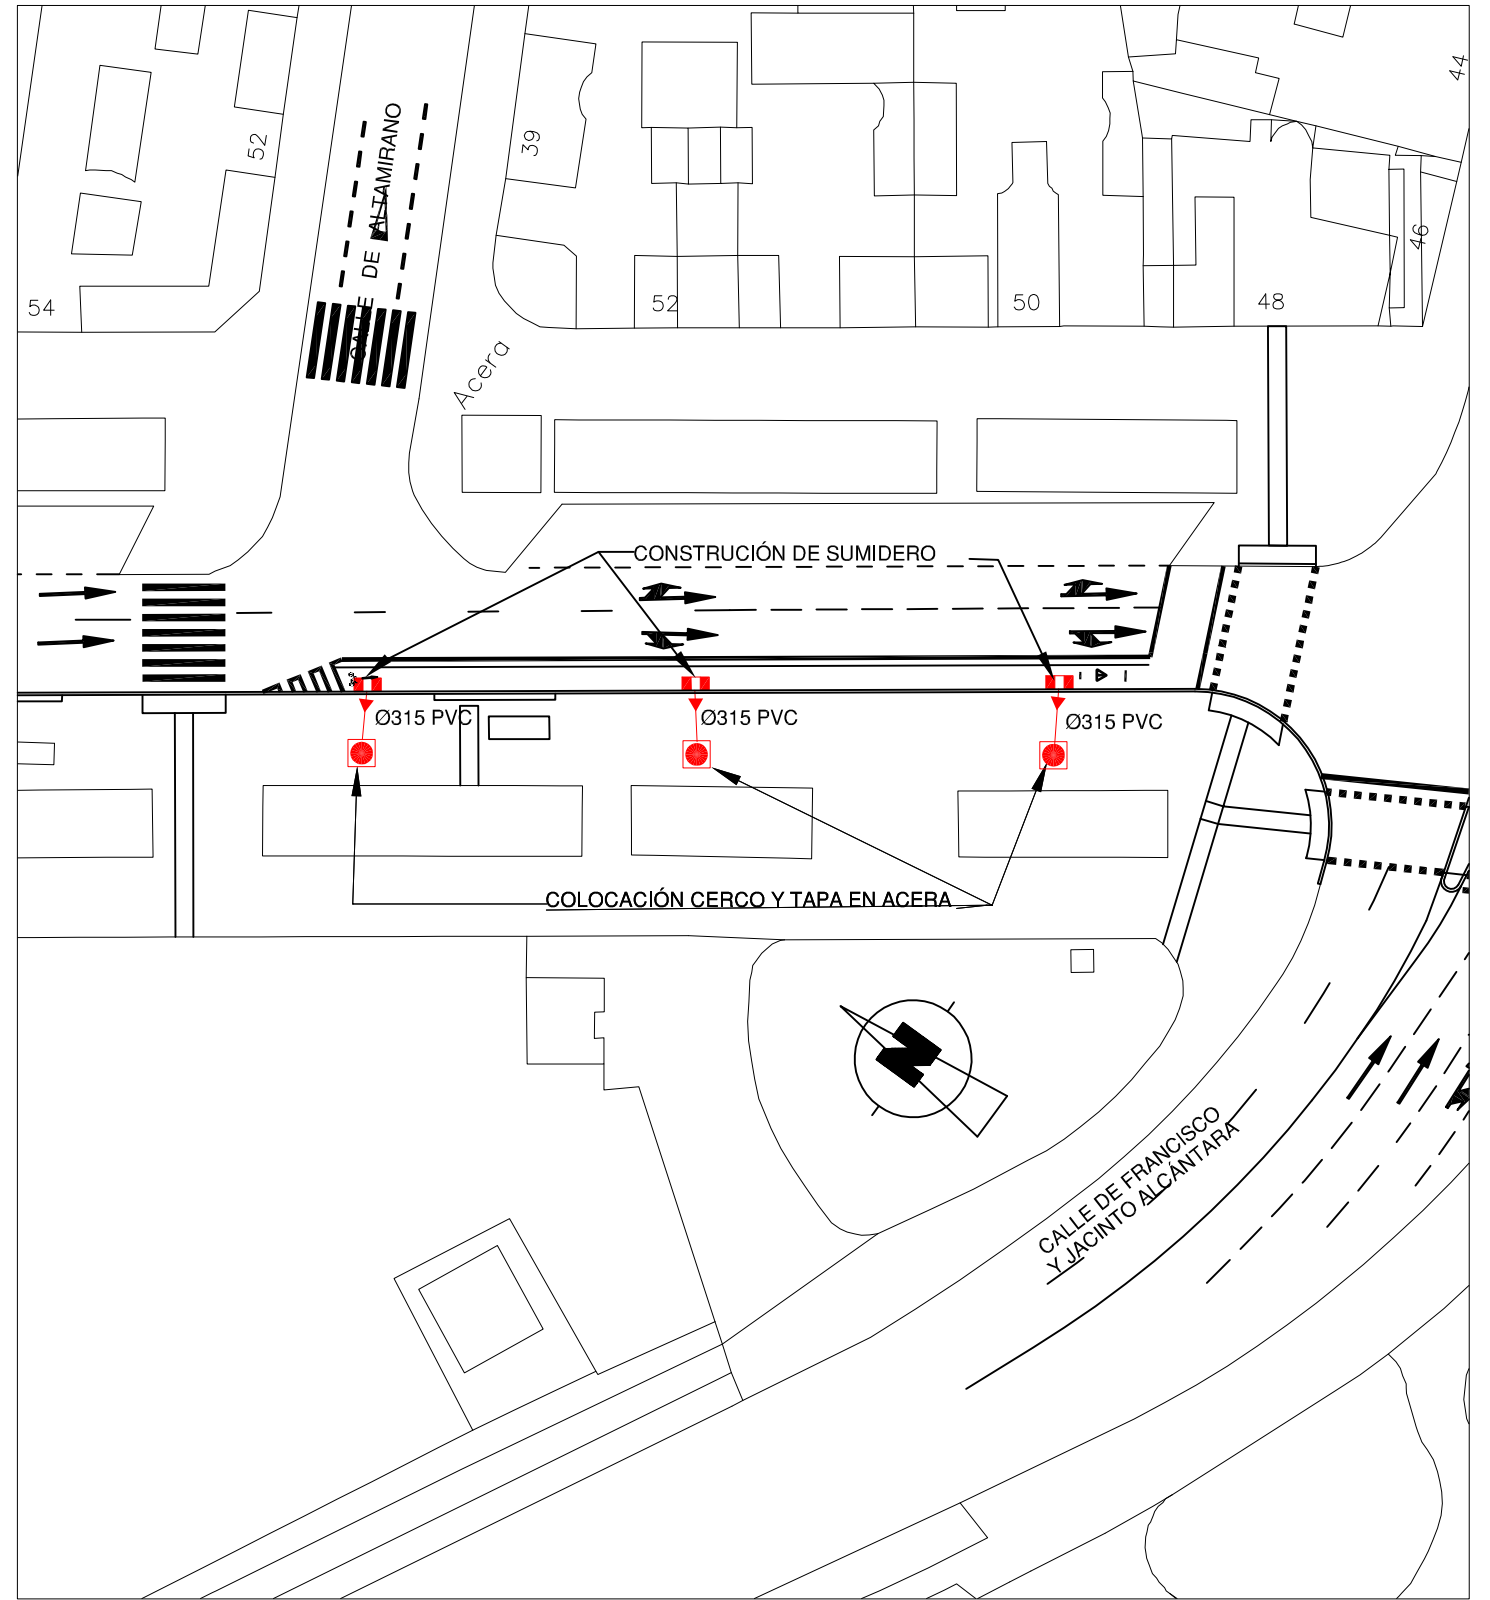 44
CALLE DE ALTAMIRANO
39
52
46
54
52
50
48
Acera
CONSTRUCIÓN DE SUMIDERO
Ø315 PVC
Ø315 PVC
Ø315 PVC
COLOCACIÓN CERCO Y TAPA EN ACERA
N
CALLE DE FRANCISCO
Y JACINTO ALCÁNTARA